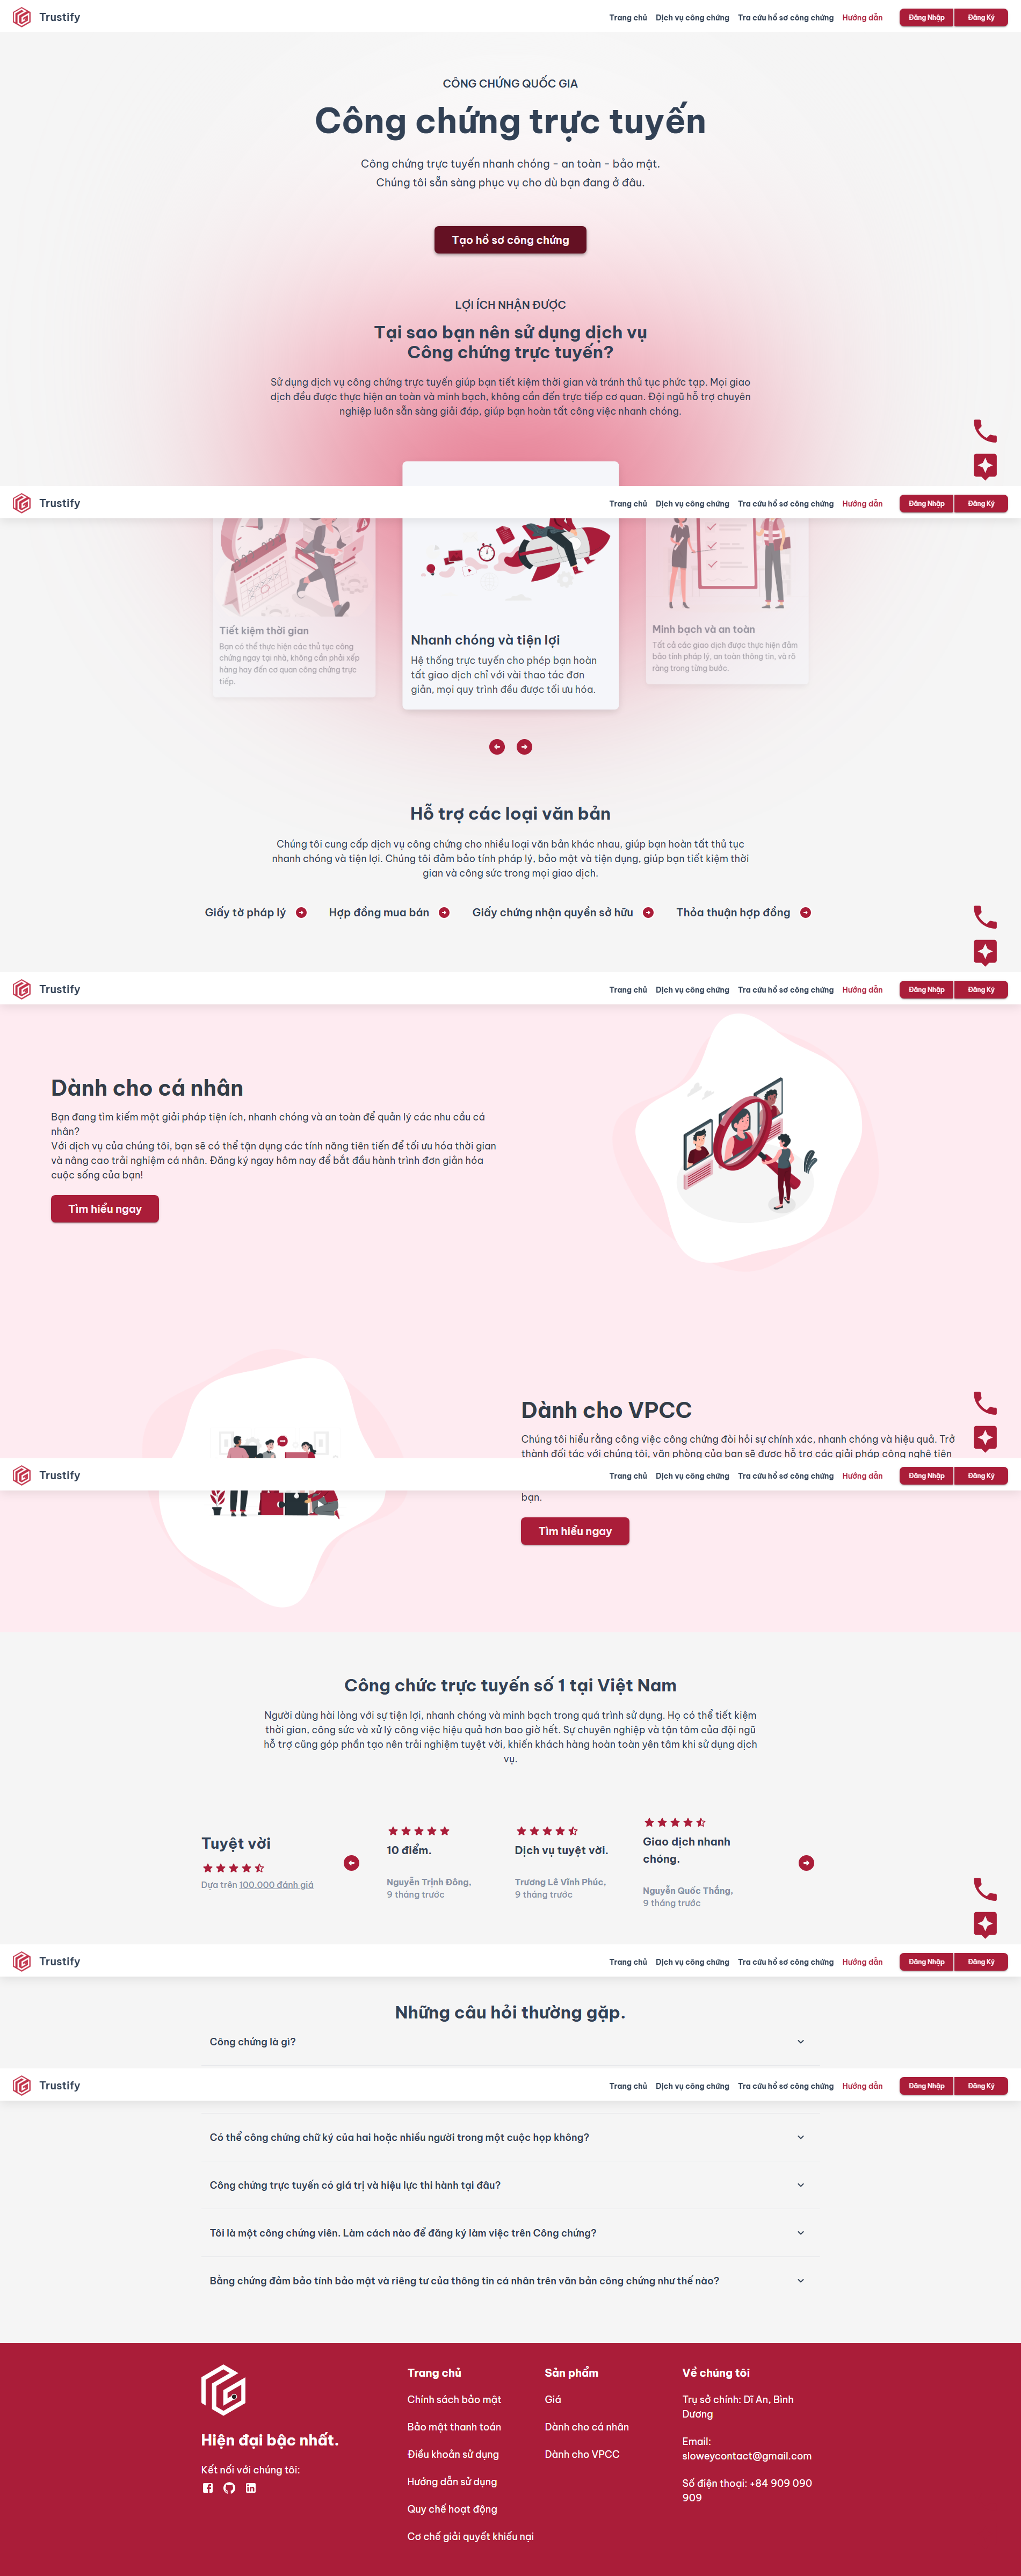 Trustify
Trang chủ Dịch vụ công chứng Tra cứu hồ sơ công chứng Hướng dẫn Đăng Nhập Đăng Ký
CÔNG CHỨNG QUỐC GIA
Công chứng trực tuyến
Công chứng trực tuyến nhanh chóng - an toàn - bảo mật.
Chúng tôi sẵn sàng phục vụ cho dù bạn đang ở đâu.
Tạo hồ sơ công chứng
LỢI ÍCH NHẬN ĐƯỢC
Tại sao bạn nên sử dụng dịch vụ
Công chứng trực tuyến?
Sử dụng dịch vụ công chứng trực tuyến giúp bạn tiết kiệm thời gian và tránh thủ tục phức tạp. Mọi giao
dịch đều được thực hiện an toàn và minh bạch, không cần đến trực tiếp cơ quan. Đội ngũ hỗ trợ chuyên
nghiệp luôn sẵn sàng giải đáp, giúp bạn hoàn tất công việc nhanh chóng.
Trustify
Trang chủ Dịch vụ công chứng Tra cứu hồ sơ công chứng Hướng dẫn Đăng Nhập Đăng Ký
Tiết kiệm thời gian
Bạn có thể thực hiện các thủ tục công
chứng ngay tại nhà, không cần phải xếp
hàng hay đến cơ quan công chứng trực
tiếp.
Nhanh chóng và tiện lợi
Hệ thống trực tuyến cho phép bạn hoàn
tất giao dịch chỉ với vài thao tác đơn
giản, mọi quy trình đều được tối ưu hóa.
Minh bạch và an toàn
Tất cả các giao dịch được thực hiện đảm
bảo tính pháp lý, an toàn thông tin, và rõ
ràng trong từng bước.
Hỗ trợ các loại văn bản
Chúng tôi cung cấp dịch vụ công chứng cho nhiều loại văn bản khác nhau, giúp bạn hoàn tất thủ tục
nhanh chóng và tiện lợi. Chúng tôi đảm bảo tính pháp lý, bảo mật và tiện dụng, giúp bạn tiết kiệm thời
gian và công sức trong mọi giao dịch.
Giấy tờ pháp lý Hợp đồng mua bán Giấy chứng nhận quyền sở hữu Thỏa thuận hợp đồng
Trustify
Trang chủ Dịch vụ công chứng Tra cứu hồ sơ công chứng Hướng dẫn Đăng Nhập Đăng Ký
Dành cho cá nhân
Bạn đang tìm kiếm một giải pháp tiện ích, nhanh chóng và an toàn để quản lý các nhu cầu cá
nhân?
Với dịch vụ của chúng tôi, bạn sẽ có thể tận dụng các tính năng tiên tiến để tối ưu hóa thời gian
và nâng cao trải nghiệm cá nhân. Đăng ký ngay hôm nay để bắt đầu hành trình đơn giản hóa
cuộc sống của bạn!
Tìm hiểu ngay
Dành cho VPCC
Chúng tôi hiểu rằng công việc công chứng đòi hỏi sự chính xác, nhanh chóng và hiệu quả. Trở
thành đối tác với chúng tôi, văn phòng của bạn sẽ được hỗ trợ các giải pháp công nghệ tiên
Trustify
Trang chủ Dịch vụ công chứng Tra cứu hồ sơ công chứng Hướng dẫn Đăng Nhập Đăng Ký
bạn.
Tìm hiểu ngay
Công chức trực tuyến số 1 tại Việt Nam
Người dùng hài lòng với sự tiện lợi, nhanh chóng và minh bạch trong quá trình sử dụng. Họ có thể tiết kiệm
thời gian, công sức và xử lý công việc hiệu quả hơn bao giờ hết. Sự chuyên nghiệp và tận tâm của đội ngũ
hỗ trợ cũng góp phần tạo nên trải nghiệm tuyệt vời, khiến khách hàng hoàn toàn yên tâm khi sử dụng dịch
vụ.
Tuyệt vời
Dựa trên 100.000 đánh giá
10 điểm.
Nguyễn Trịnh Đông,
9 tháng trước
Dịch vụ tuyệt vời.
Trương Lê Vĩnh Phúc,
9 tháng trước
Giao dịch nhanh
chóng.
Nguyễn Quốc Thắng,
9 tháng trước
Trustify
Trang chủ Dịch vụ công chứng Tra cứu hồ sơ công chứng Hướng dẫn Đăng Nhập Đăng Ký
Những câu hỏi thường gặp.
Công chứng là gì?
Trustify
Trang chủ Dịch vụ công chứng Tra cứu hồ sơ công chứng Hướng dẫn Đăng Nhập Đăng Ký
Có thể công chứng chữ ký của hai hoặc nhiều người trong một cuộc họp không?
Công chứng trực tuyến có giá trị và hiệu lực thi hành tại đâu?
Tôi là một công chứng viên. Làm cách nào để đăng ký làm việc trên Công chứng?
Bằng chứng đảm bảo tính bảo mật và riêng tư của thông tin cá nhân trên văn bản công chứng như thế nào?
Hiện đại bậc nhất.
Kết nối với chúng tôi:
Trang chủ
Chính sách bảo mật
Bảo mật thanh toán
Điều khoản sử dụng
Hướng dẫn sử dụng
Quy chế hoạt động
Cơ chế giải quyết khiếu nại
Sản phẩm
Giá
Dành cho cá nhân
Dành cho VPCC
Về chúng tôi
Trụ sở chính: Dĩ An, Bình
Dương
Email:
sloweycontact@gmail.com
Số điện thoại: +84 909 090
909